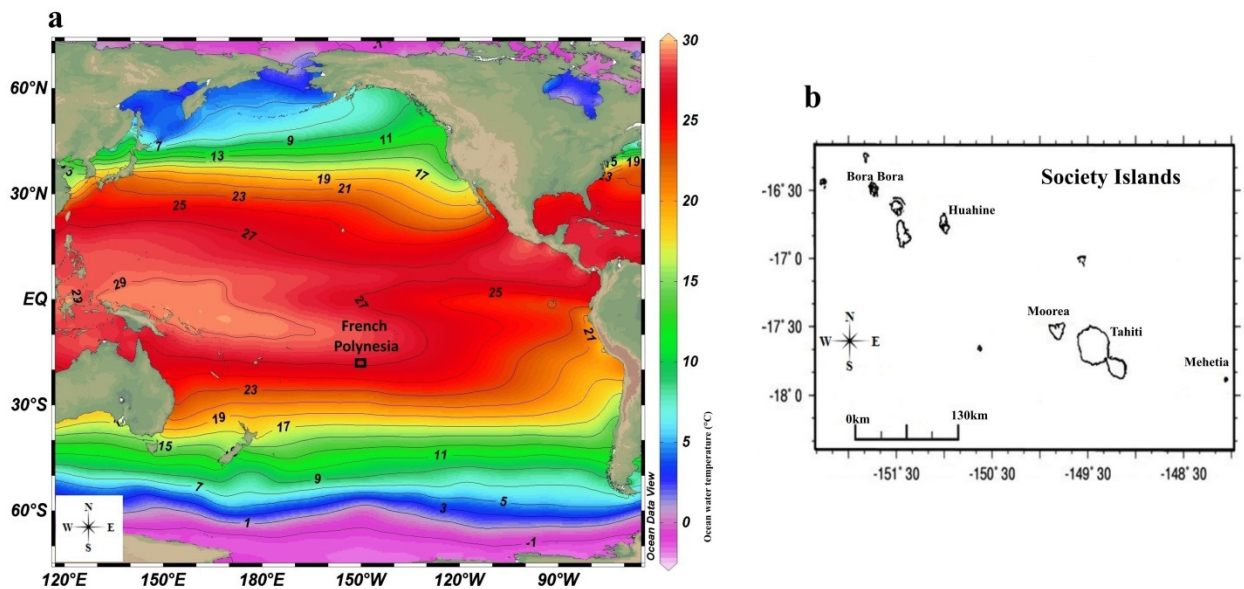 a
60°N
30°N
EQ
30°S
60°S
120°E
150°E
180°E
150°W
120°W
90°W
-1
7
9
11
13
17
19
21
23
25
27
29
29
27
25
21
23
19
17
15
11
9
7
5
3
1
-1
5
19
French
Polynesia
N
W E
S
Ocean Data View
30
25
20
15
10
5
0
Ocean water temperature (°C)
b
Society Islands
Bora Bora
Huahine
Moorea
Tahiti
Mehetia
-16°30
-17°00
-17°30
-18°00
N
W E
S
0km
130km
-151°30
-150°30
-149°30
-148°30